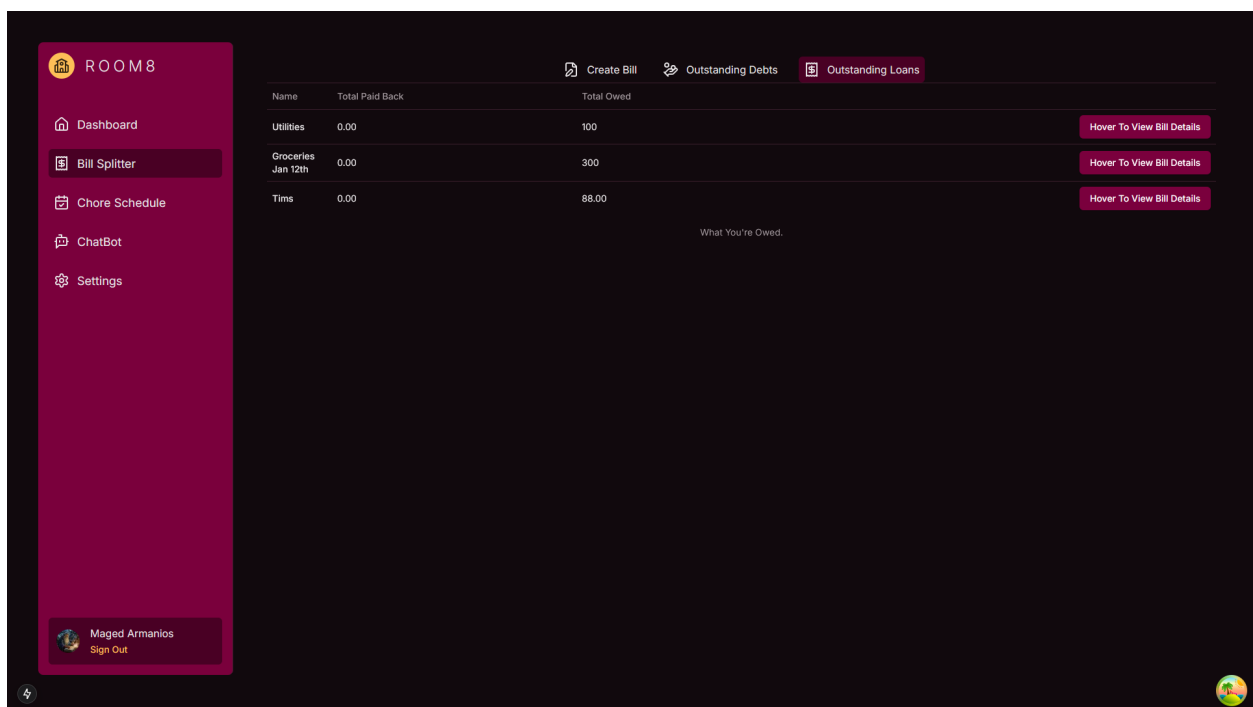 ROOM8
Dashboard
Bill Splitter
Chore Schedule
ChatBot
Settings
Maged Armanios
Sign Out
Create Bill Outstanding Debts Outstanding Loans
Name Total Paid Back Total Owed
Utilities 0.00 100 Hover To View Bill Details
Groceries
Jan 12th 0.00 300 Hover To View Bill Details
Tims 0.00 88.00 Hover To View Bill Details
What You're Owed.